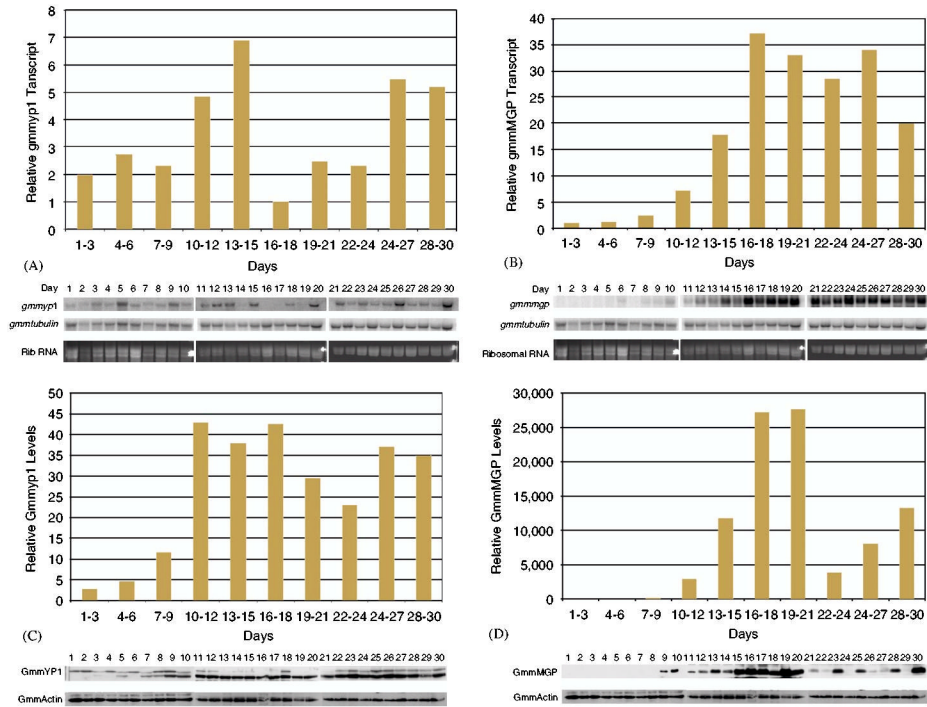 8
7
6
5
4
3
2
1
0
Relative gmmyp1 Tanscript
1-3 4-6 7-9 10-12 13-15 16-18 19-21 22-24 24-27 28-30
Days
(A)
Day 1 2 3 4 5 6 7 8 9 10 11 12 13 14 15 16 17 18 19 20 21 22 23 24 25 26 27 28 29 30
gmmyp1
gmmtubulin
Rib RNA
40
35
30
25
20
15
10
5
0
Relative gmmMGP Transcript
1-3 4-6 7-9 10-12 13-15 16-18 19-21 22-24 24-27 28-30
Days
(B)
Day 1 2 3 4 5 6 7 8 9 10 11 12 13 14 15 16 17 18 19 20 21 22 23 24 25 26 27 28 29 30
gmmmgp
gmmtubulin
Ribosomal RNA
50
45
40
35
30
25
20
15
10
5
0
Relative Gmmyp1 Levels
1-3 4-6 7-9 10-12 13-15 16-18 19-21 22-24 24-27 28-30
Days
(C)
1 2 3 4 5 6 7 8 9 10 11 12 13 14 15 16 17 18 19 20 21 22 23 24 25 26 27 28 29 30
GmmYP1
GmmActin
30,000
25,000
20,000
15,000
10,000
5,000
0
Relative GmmMGP Levels
1-3 4-6 7-9 10-12 13-15 16-18 19-21 22-24 24-27 28-30
Days
(D)
1 2 3 4 5 6 7 8 9 10 11 12 13 14 15 16 17 18 19 20 21 22 23 24 25 26 27 28 29 30
GmmMGP
GmmActin